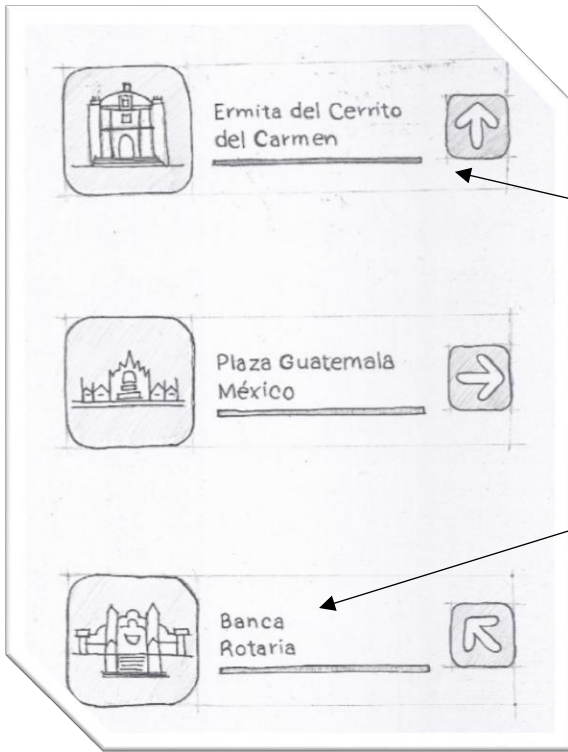 Ermita del Cerrito
del Carmen
Plaza Guatemala
México
Banca
Rotaria